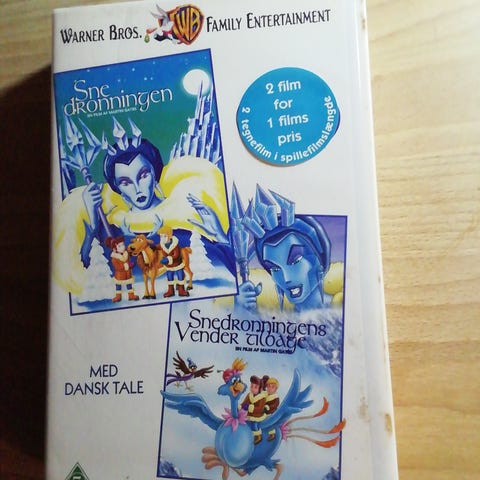 WARNER BROS. WB FAMILY ENTERTAINMENT
Sne
dronningen
EN FILM AF MARTIN GATES
2 film
for
1 films
pris
2 tegnefilm i spillefilmslængde
Snedronningens
Vender tilbage
EN FILM AF MARTIN GATES
MED
DANSK TALE